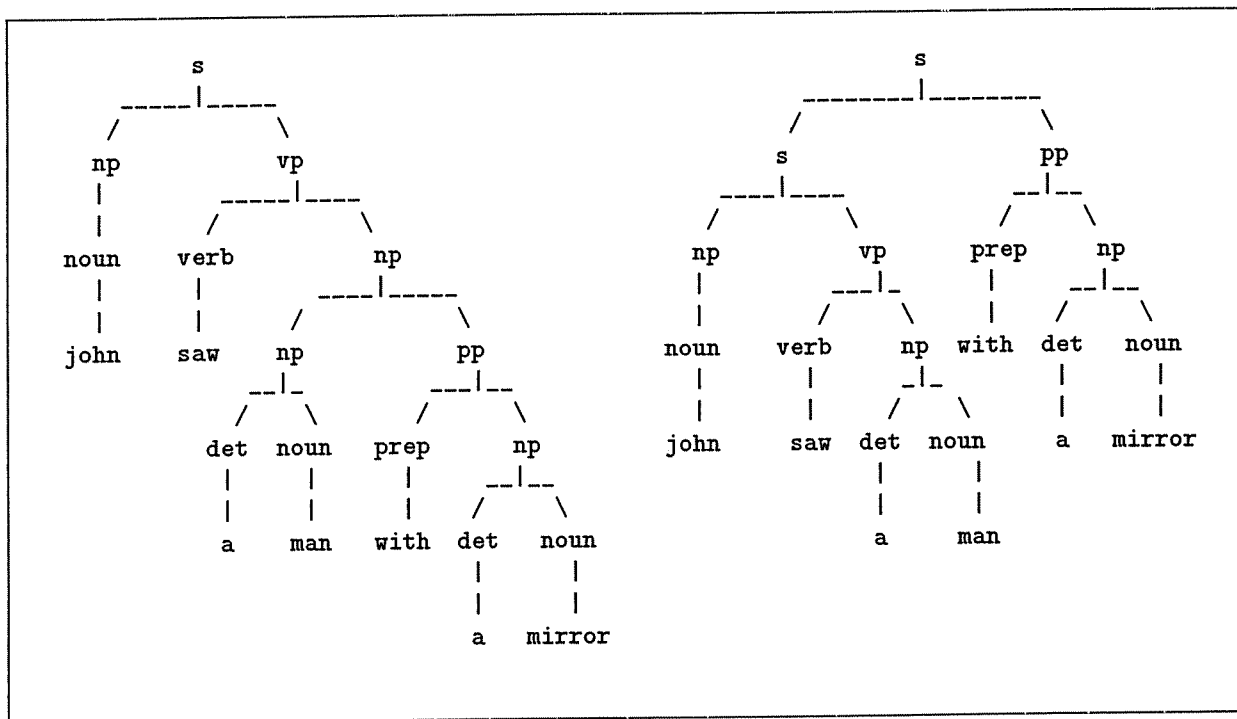 s s
np vp s pp
noun verb np np vp prep np
john saw np pp noun verb np with det noun
det noun prep np john saw det noun a mirror
a man with det noun a man
a mirror